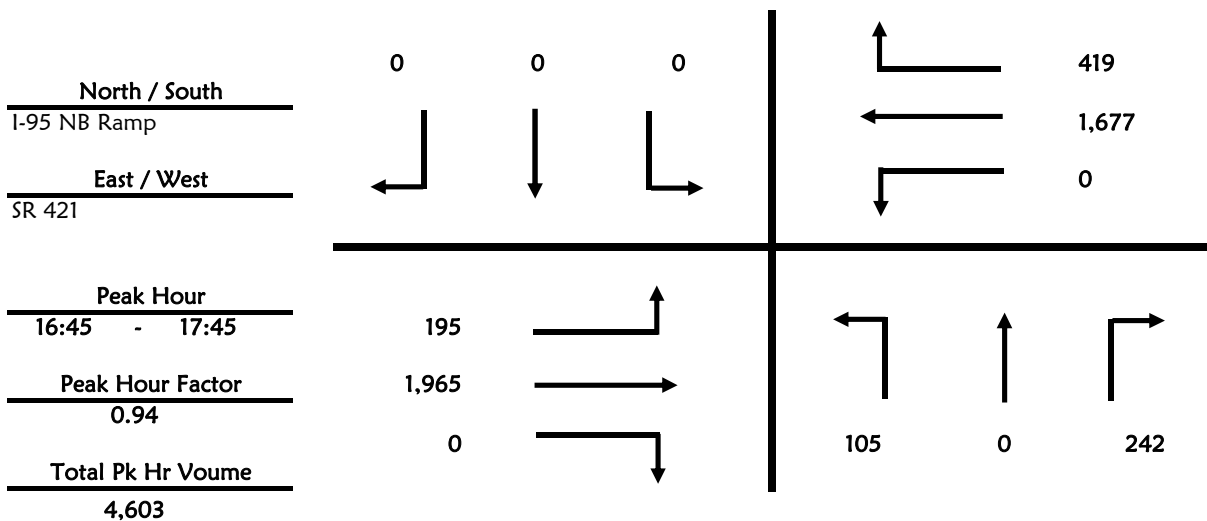 North / South
I-95 NB Ramp
East / West
SR 421
Peak Hour
16:45 - 17:45
Peak Hour Factor
0.94
Total Pk Hr Voume
4,603
0 0 0
419
1,677
0
195
1,965
0
105 0 242